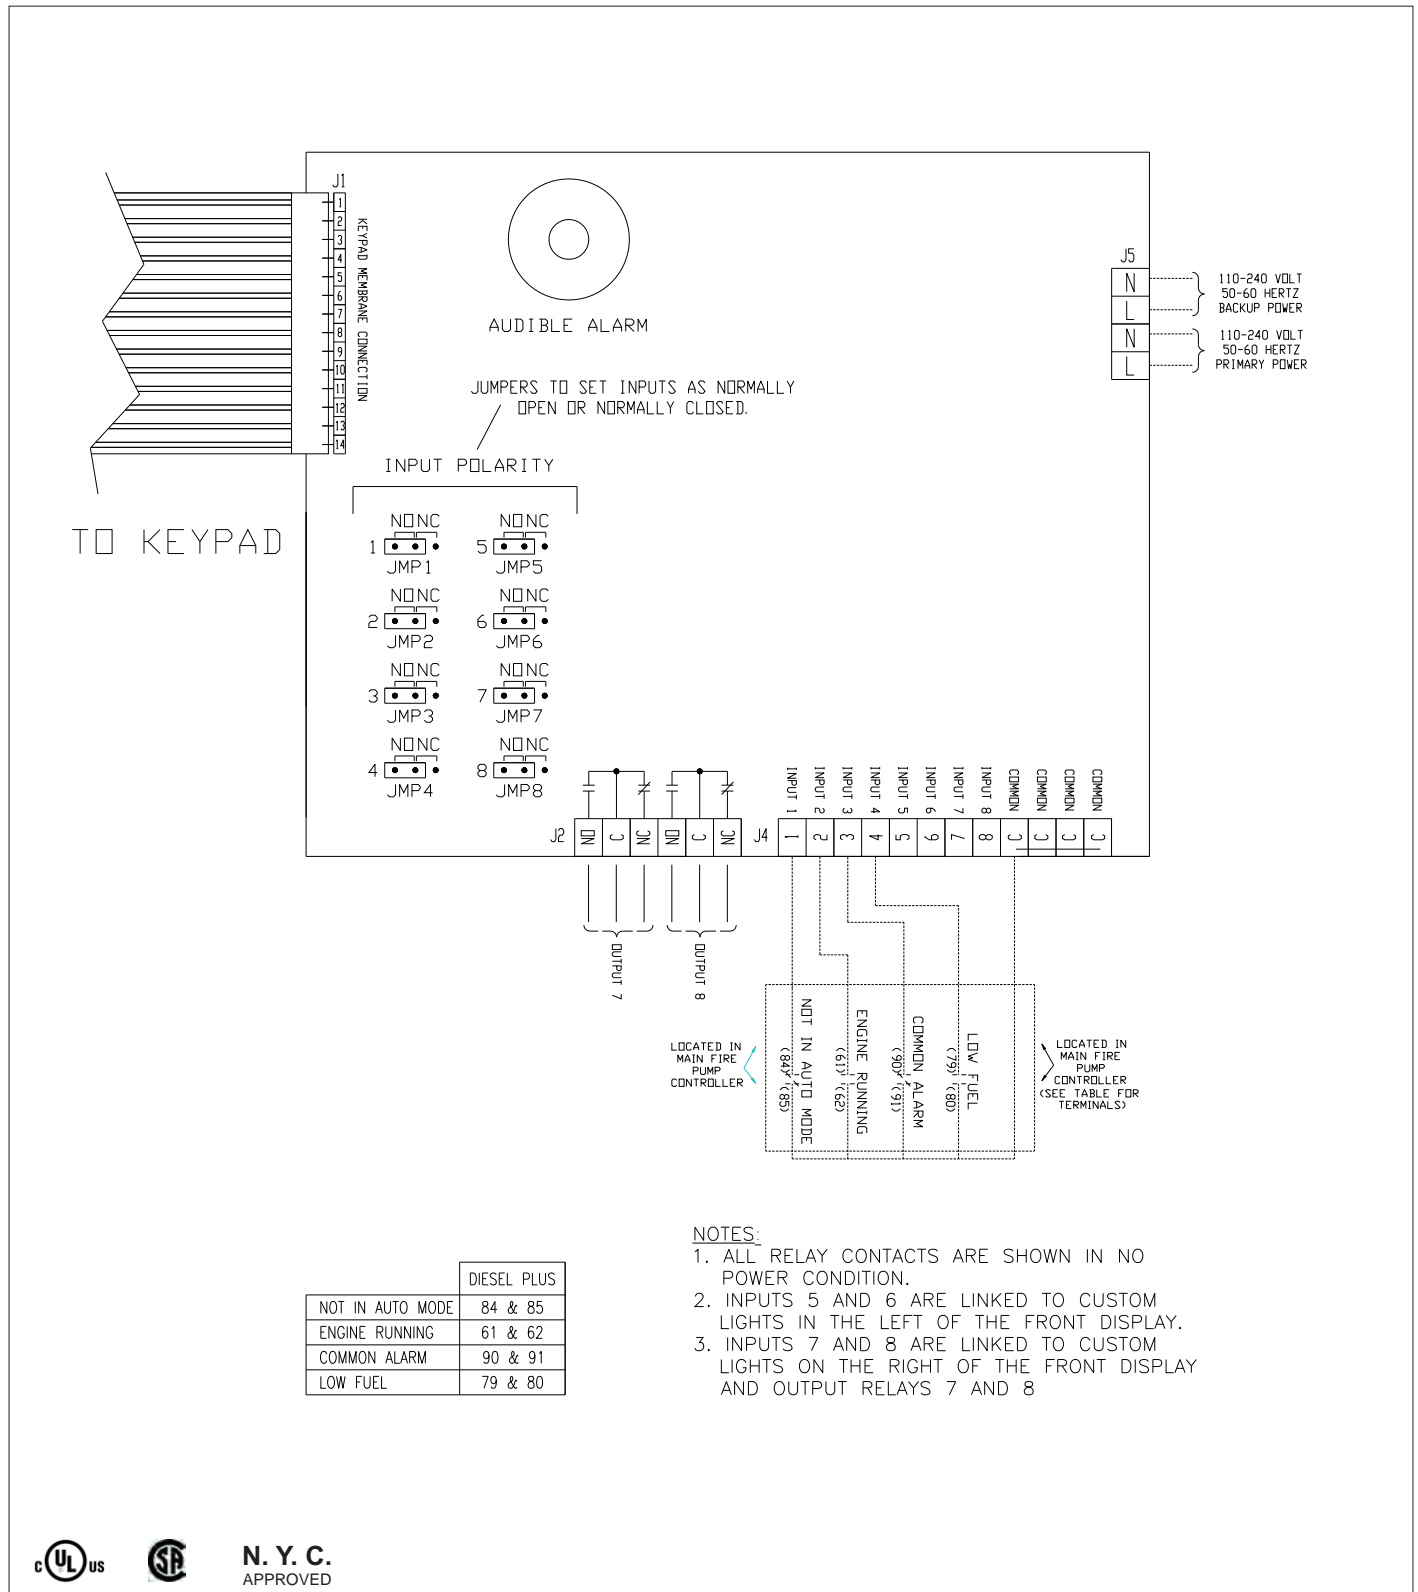 J1
1
2
3
4
5
6
7
8
9
10
11
12
13
14
KEYPAD MEMBRANE CONNECTION
TO KEYPAD
AUDIBLE ALARM
JUMPERS TO SET INPUTS AS NORMALLY
OPEN OR NORMALLY CLOSED.
INPUT POLARITY
NO NC
1
JMP1
NO NC
5
JMP5
NO NC
2
JMP2
NO NC
6
JMP6
NO NC
3
JMP3
NO NC
7
JMP7
NO NC
4
JMP4
NO NC
8
JMP8
J5
N
L
N
L
110-240 VOLT
50-60 HERTZ
BACKUP POWER
110-240 VOLT
50-60 HERTZ
PRIMARY POWER
J2
NO
C
NC
NO
C
NC
OUTPUT 7
OUTPUT 8
J4
INPUT 1
INPUT 2
INPUT 3
INPUT 4
INPUT 5
INPUT 6
INPUT 7
INPUT 8
COMMON
COMMON
COMMON
COMMON
1
2
3
4
5
6
7
8
C
C
C
C
LOCATED IN
MAIN FIRE
PUMP
CONTROLLER
NOT IN AUTO MODE
(84)
(85)
ENGINE RUNNING
(61)
(62)
COMMON ALARM
(90)
(91)
LOW FUEL
(79)
(80)
LOCATED IN
MAIN FIRE
PUMP
CONTROLLER
(SEE TABLE FOR
TERMINALS)
NOTES:
1. ALL RELAY CONTACTS ARE SHOWN IN NO
POWER CONDITION.
2. INPUTS 5 AND 6 ARE LINKED TO CUSTOM
LIGHTS IN THE LEFT OF THE FRONT DISPLAY.
3. INPUTS 7 AND 8 ARE LINKED TO CUSTOM
LIGHTS ON THE RIGHT OF THE FRONT DISPLAY
AND OUTPUT RELAYS 7 AND 8
DIESEL PLUS
NOT IN AUTO MODE 84 & 85
ENGINE RUNNING 61 & 62
COMMON ALARM 90 & 91
LOW FUEL 79 & 80
c UL us
SA
N. Y. C.
APPROVED